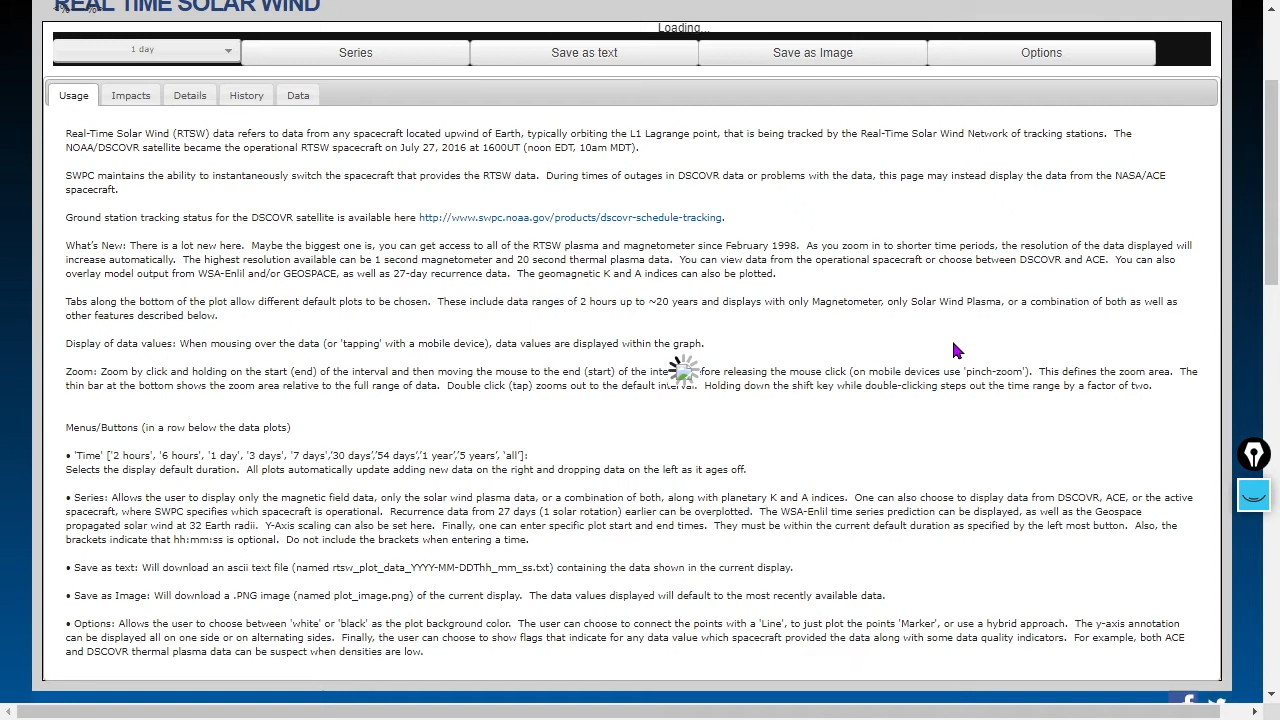 REAL TIME SOLAR WIND
Loading...
1 day
Series
Save as text
Save as Image
Options
Usage
Impacts
Details
History
Data
Real-Time Solar Wind (RTSW) data refers to data from any spacecraft located upwind of Earth, typically orbiting the L1 Lagrange point, that is being tracked by the Real-Time Solar Wind Network of tracking stations. The
NOAA/DSCOVR satellite became the operational RTSW spacecraft on July 27, 2016 at 1600UT (noon EDT, 10am MDT).
SWPC maintains the ability to instantaneously switch the spacecraft that provides the RTSW data. During times of outages in DSCOVR data or problems with the data, this page may instead display the data from the NASA/ACE
spacecraft.
Ground station tracking status for the DSCOVR satellite is available here http://www.swpc.noaa.gov/products/dscovr-schedule-tracking.
What's New: There is a lot new here. Maybe the biggest one is, you can get access to all of the RTSW plasma and magnetometer since February 1998. As you zoom in to shorter time periods, the resolution of the data displayed will
increase automatically. The highest resolution available can be 1 second magnetometer and 20 second thermal plasma data. You can view data from the operational spacecraft or choose between DSCOVR and ACE. You can also
overlay model output from WSA-Enlil and/or GEOSPACE, as well as 27-day recurrence data. The geomagnetic K and A indices can also be plotted.
Tabs along the bottom of the plot allow different default plots to be chosen. These include data ranges of 2 hours up to ~20 years and displays with only Magnetometer, only Solar Wind Plasma, or a combination of both as well as
other features described below.
Display of data values: When mousing over the data (or 'tapping' with a mobile device), data values are displayed within the graph.
Zoom: Zoom by click and holding on the start (end) of the interval and then moving the mouse to the end (start) of the fore releasing the mouse click (on mobile devices use 'pinch-zoom'). This defines the zoom area. The
thin bar at the bottom shows the zoom area relative to the full range of data. Double click (tap) zooms out to the default interval. Holding down the shift key while double-clicking steps out the time range by a factor of two.
Menus/Buttons (in a row below the data plots)
• 'Time' ['2 hours', '6 hours', '1 day', '3 days', '7 days','30 days','54 days','1 year','5 years', 'all']:
Selects the display default duration. All plots automatically update adding new data on the right and dropping data on the left as it ages off.
• Series: Allows the user to display only the magnetic field data, only the solar wind plasma data, or a combination of both, along with planetary K and A indices. One can also choose to display data from DSCOVR, ACE, or the active
spacecraft, where SWPC specifies which spacecraft is operational. Recurrence data from 27 days (1 solar rotation) earlier can be overplotted. The WSA-Enlil time series prediction can be displayed, as well as the Geospace
propagated solar wind at 32 Earth radii. Y-Axis scaling can also be set here. Finally, one can enter specific plot start and end times. They must be within the current default duration as specified by the left most button. Also, the
brackets indicate that hh:mm:ss is optional. Do not include the brackets when entering a time.
• Save as text: Will download an ascii text file (named rtsw_plot_data_YYYY-MM-DDThh_mm_ss.txt) containing the data shown in the current display.
• Save as Image: Will download a .PNG image (named plot_image.png) of the current display. The data values displayed will default to the most recently available data.
• Options: Allows the user to choose between 'white' or 'black' as the plot background color. The user can choose to connect the points with a 'Line', to just plot the points 'Marker', or use a hybrid approach. The y-axis annotation
can be displayed all on one side or on alternating sides. Finally, the user can choose to show flags that indicate for any data value which spacecraft provided the data along with some data quality indicators. For example, both ACE
and DSCOVR thermal plasma data can be suspect when densities are low.